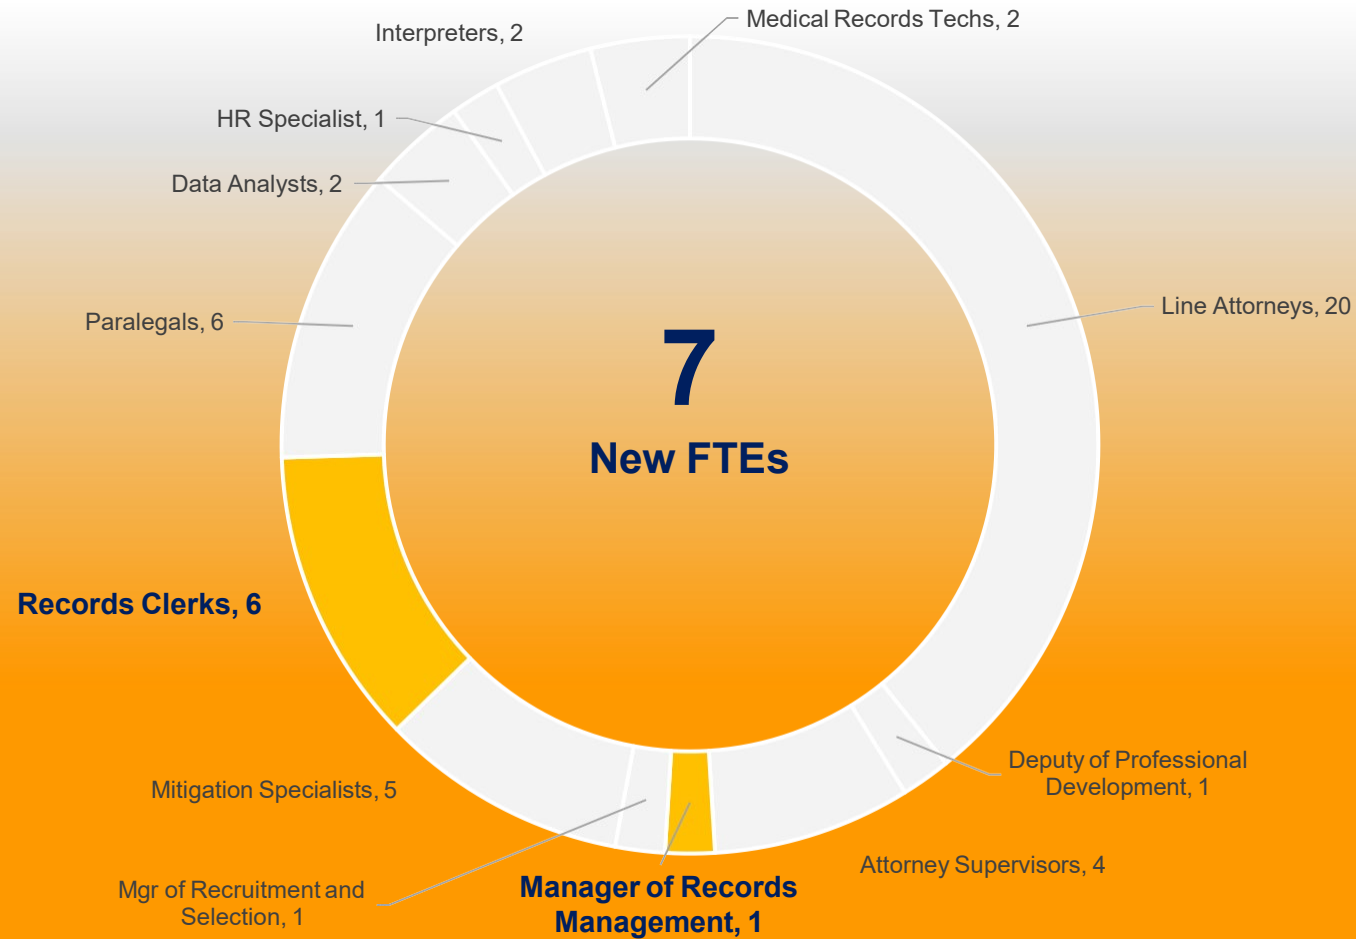 Medical Records Techs, 2
Interpreters, 2
HR Specialist, 1
Data Analysts, 2
Line Attorneys, 20
Paralegals, 6
7
New FTEs
Records Clerks, 6
Deputy of Professional
Development, 1
Mitigation Specialists, 5
Attorney Supervisors, 4
Mgr of Recruitment and
Selection, 1
Manager of Records
Management, 1